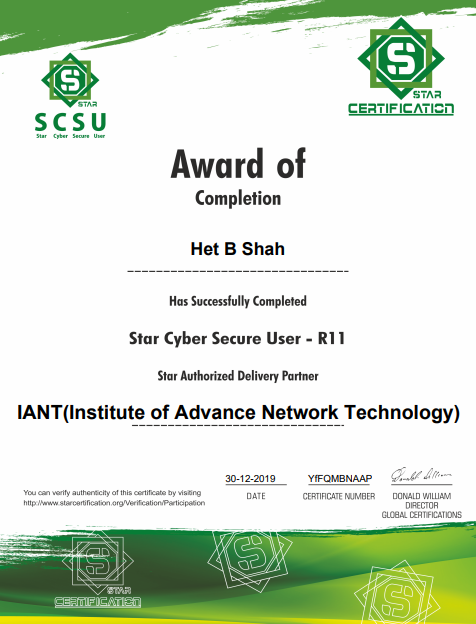 STAR
SCSU
Star Cyber Secure User
STAR
CERTIFICATION
Award of
Completion
Het B Shah
Has Successfully Completed
Star Cyber Secure User - R11
Star Authorized Delivery Partner
IANT(Institute of Advance Network Technology)
30-12-2019
DATE
YfFQMBNAAP
CERTIFICATE NUMBER
Donald William
DONALD WILLIAM
DIRECTOR
GLOBAL CERTIFICATIONS
You can verify authenticity of this certificate by visiting
http://www.starcertification.org/Verification/Participation
STAR
CERTIFICATION